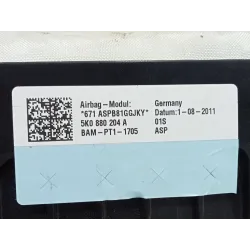 Airbag-Modul: Germany
*671 ASPB81GGJKY* Datum:1-08-2011
5K0 880 204 A 01S
BAM-PT1-1705 ASP